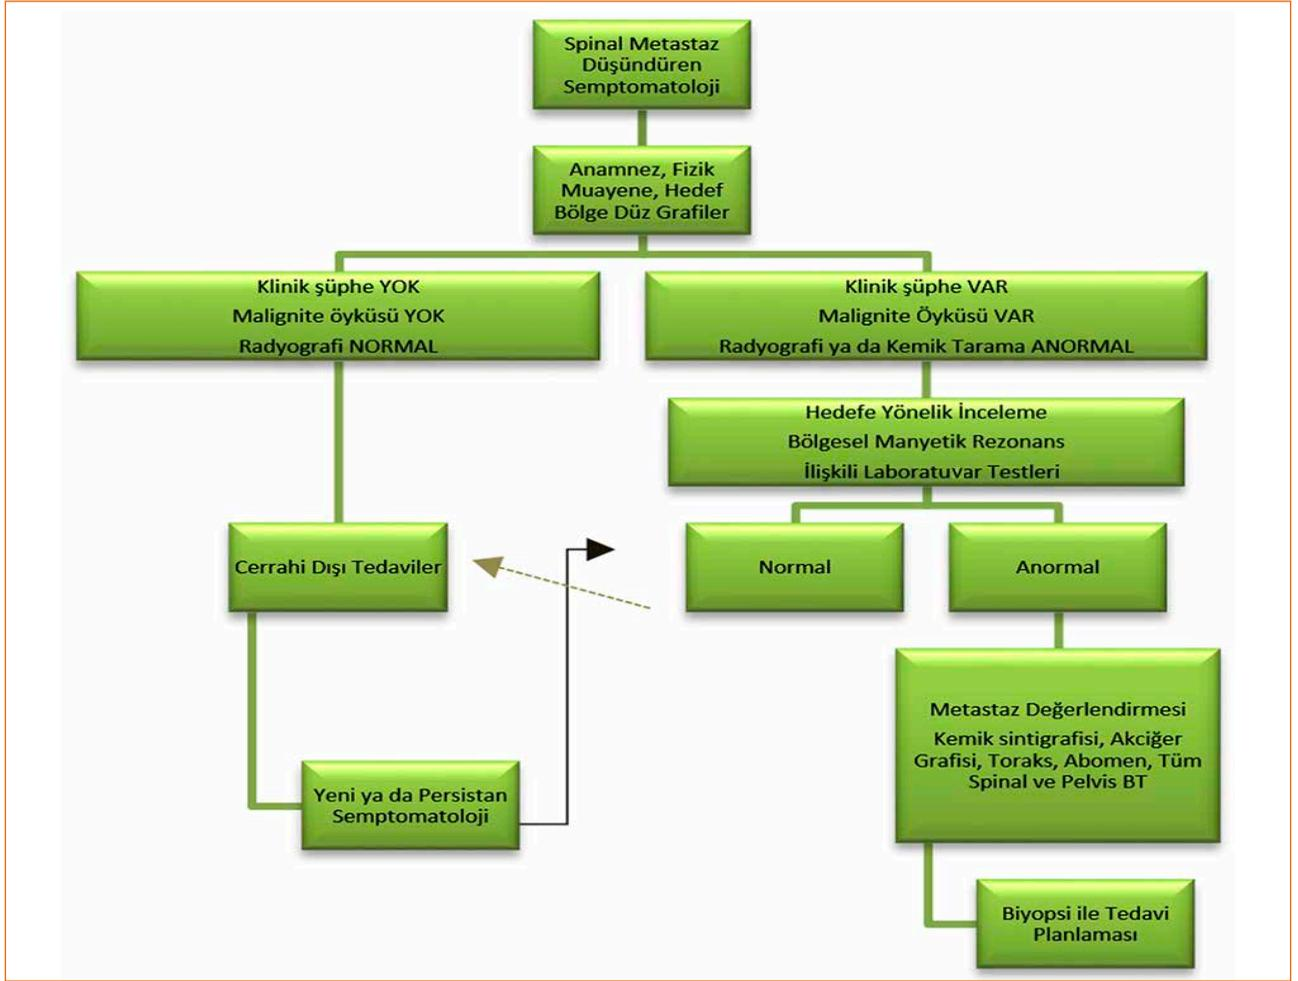 Spinal Metastaz
Düşündüren
Semptomatoloji
Anamnez, Fizik
Muayene, Hedef
Bölge Düz Grafiler
Klinik şüphe YOK
Malignite öyküsü YOK
Radyografi NORMAL
Klinik şüphe VAR
Malignite Öyküsü VAR
Radyografi ya da Kemik Tarama ANORMAL
Hedefe Yönelik İnceleme
Bölgesel Manyetik Rezonans
İlişkili Laboratuvar Testleri
Cerrahi Dışı Tedaviler
Normal
Anormal
Yeni ya da Persistan
Semptomatoloji
Metastaz Değerlendirmesi
Kemik sintigrafisi, Akciğer
Grafisi, Toraks, Abomen, Tüm
Spinal ve Pelvis BT
Biyopsi ile Tedavi
Planlaması